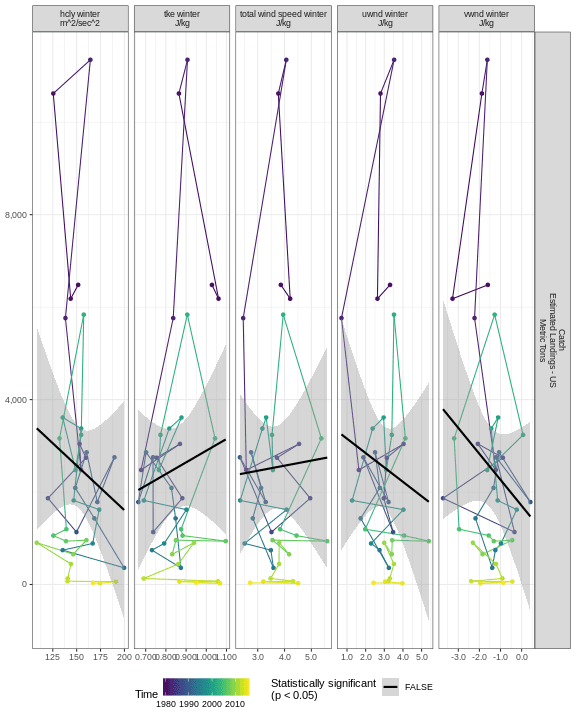 hcly winter
m^2/sec^2
tke winter
J/kg
total wind speed winter
J/kg
uwnd winter
J/kg
vwnd winter
J/kg
8,000
4,000
0
Catch
Estimated Landings - US
Metric Tons
125 150 175 200
0.700 0.800 0.900 1.000 1.100
3.0 4.0 5.0
1.0 2.0 3.0 4.0 5.0
-3.0 -2.0 -1.0 0.0
Time
1980 1990 2000 2010
Statistically significant
(p < 0.05)
FALSE